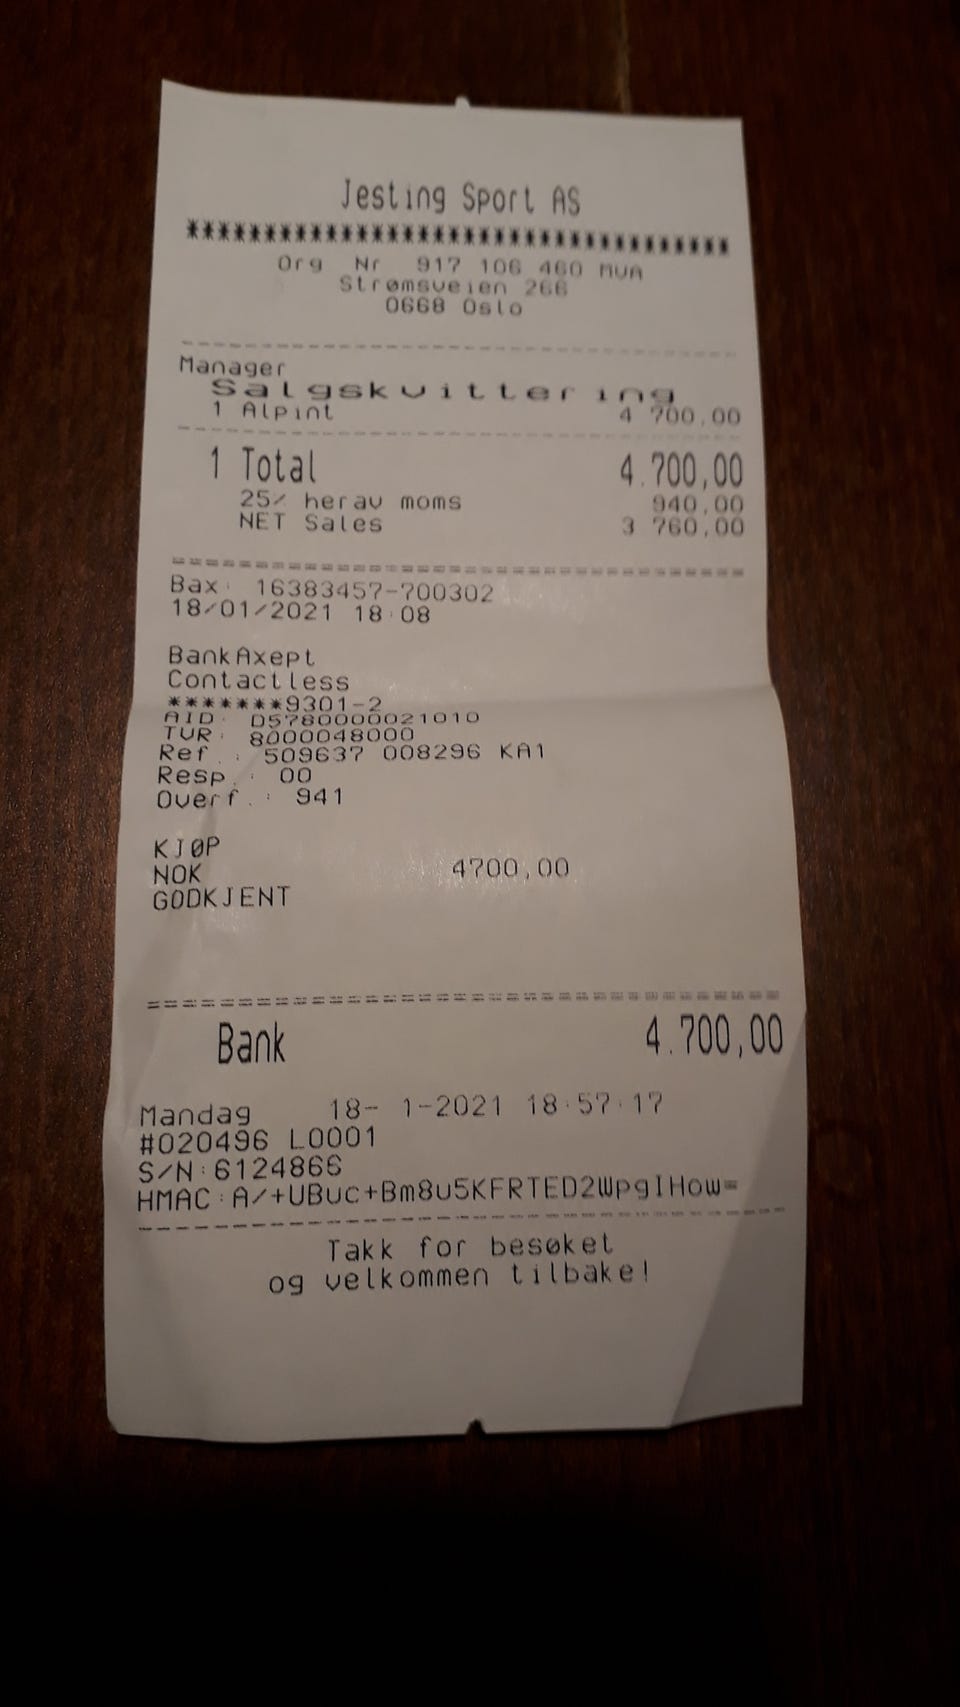 Jesting Sport AS
***********************************
Org Nr 917 106 460 MVA
Strømsveien 266
0668 Oslo
Manager
Salgskvittering
1 Alpint 4 700,00
1 Total 4.700,00
25% herav moms 940,00
NET Sales 3 760,00
Bax: 16383457-700302
18/01/2021 18:08
BankAxept
Contactless
*******9301-2
AID: D5780000021010
TVR: 8000048000
Ref.: 509637 008296 KA1
Resp.: 00
Overf.: 941
KJØP
NOK 4700,00
GODKJENT
Bank 4.700,00
Mandag 18- 1-2021 18:57:17
#020496 L0001
S/N:6124866
HMAC:A/+UBuc+Bm8u5KFRTED2WpgIHow=
Takk for besøket
og velkommen tilbake!